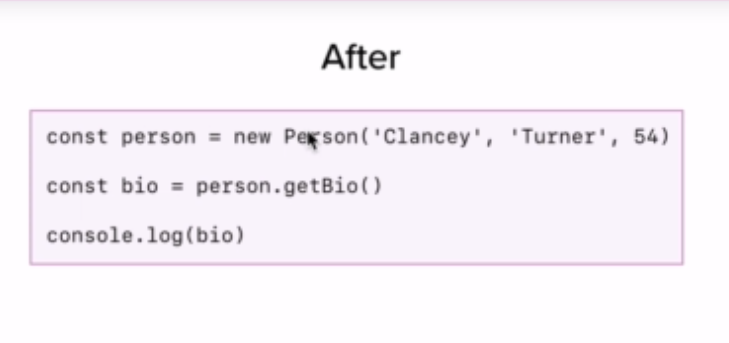 After
const person = new Person('Clancey', 'Turner', 54)
const bio = person.getBio()
console.log(bio)